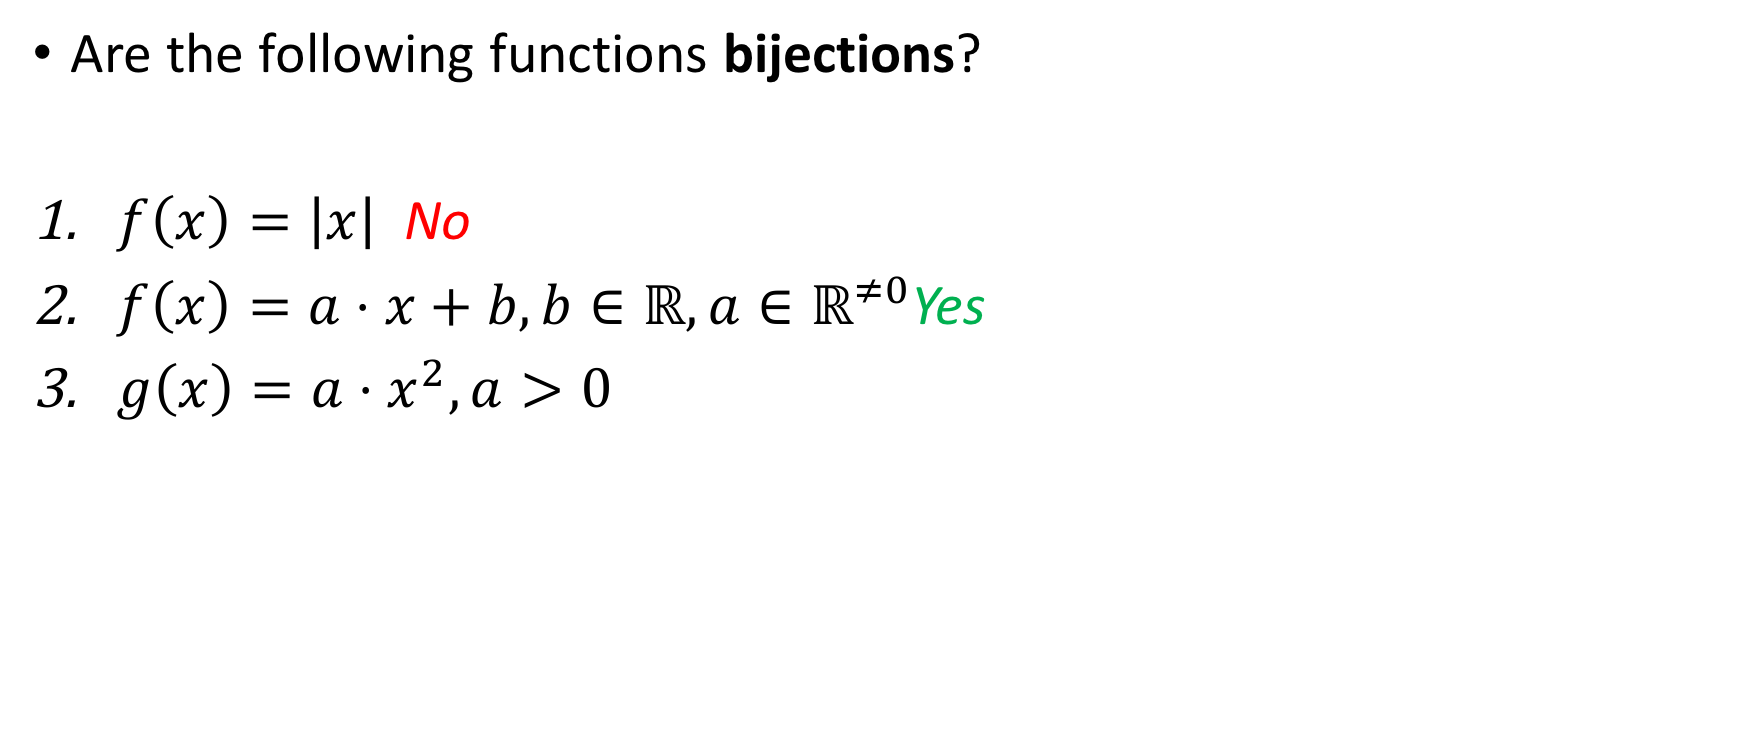 • Are the following functions bijections?
1. f(x) = |x| No
2. f(x) = a · x + b, b ∈ ℝ, a ∈ ℝ^≠0 Yes
3. g(x) = a · x², a > 0